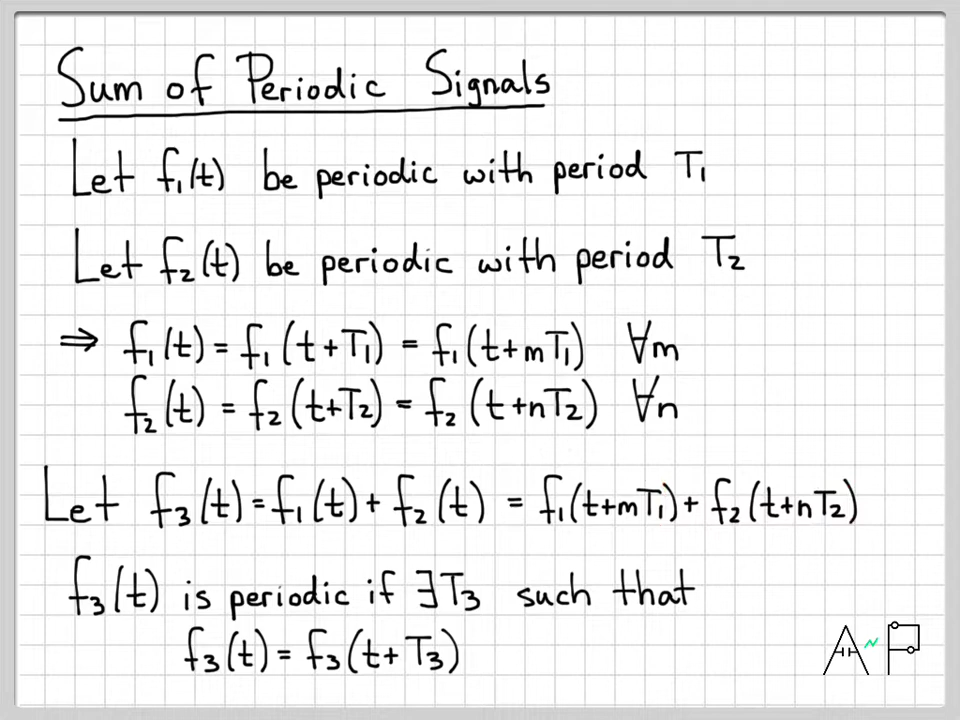 Sum of Periodic Signals
Let f₁(t) be periodic with period T₁
Let f₂(t) be periodic with period T₂
⇒ f₁(t) = f₁(t+T₁) = f₁(t+mT₁) ∀m
f₂(t) = f₂(t+T₂) = f₂(t+nT₂) ∀n
Let f₃(t) = f₁(t) + f₂(t) = f₁(t+mT₁) + f₂(t+nT₂)
f₃(t) is periodic if ∃T₃ such that
f₃(t) = f₃(t+T₃)
A~P